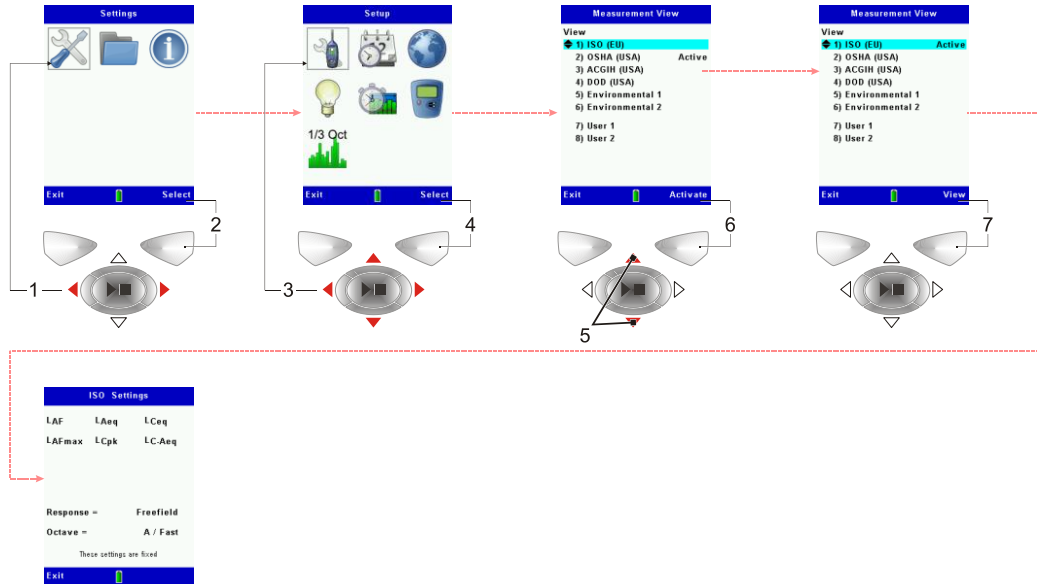 Settings
Exit Select
1
2
Setup
1/3 Oct
Exit Select
3
4
Measurement View
View
1) ISO (EU)
2) OSHA (USA) Active
3) ACGIH (USA)
4) DOD (USA)
5) Environmental 1
6) Environmental 2
7) User 1
8) User 2
Exit Activate
5
6
Measurement View
View
1) ISO (EU) Active
2) OSHA (USA)
3) ACGIH (USA)
4) DOD (USA)
5) Environmental 1
6) Environmental 2
7) User 1
8) User 2
Exit View
7
ISO Settings
LAF LAeq LCeq
LAFmax LCpk LC-Aeq
Response = Freefield
Octave = A / Fast
These settings are fixed
Exit